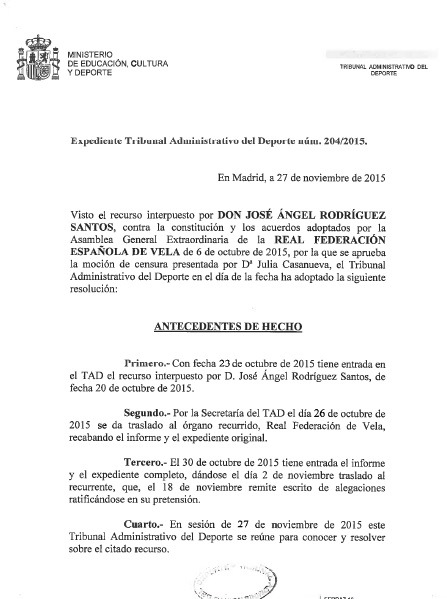 MINISTERIO
DE EDUCACIÓN, CULTURA
Y DEPORTE
TRIBUNAL ADMINISTRATIVO DEL
DEPORTE
Expediente Tribunal Administrativo del Deporte núm. 204/2015.
En Madrid, a 27 de noviembre de 2015
Visto el recurso interpuesto por DON JOSÉ ÁNGEL RODRÍGUEZ
SANTOS, contra la constitución y los acuerdos adoptados por la
Asamblea General Extraordinaria de la REAL FEDERACIÓN
ESPAÑOLA DE VELA de 6 de octubre de 2015, por la que se aprueba
la moción de censura presentada por Dª Julia Casanueva, el Tribunal
Administrativo del Deporte en el día de la fecha ha adoptado la siguiente
resolución:
ANTECEDENTES DE HECHO
Primero.- Con fecha 23 de octubre de 2015 tiene entrada en
el TAD el recurso interpuesto por D. José Ángel Rodríguez Santos, de
fecha 20 de octubre de 2015.
Segundo.- Por la Secretaría del TAD el día 26 de octubre de
2015 se da traslado al órgano recurrido, Real Federación de Vela,
recabando el informe y el expediente original.
Tercero.- El 30 de octubre de 2015 tiene entrada el informe
y el expediente completo, dándose el día 2 de noviembre traslado al
recurrente, que, el 18 de noviembre remite escrito de alegaciones
ratificándose en su pretensión.
Cuarto.- En sesión de 27 de noviembre de 2015 este
Tribunal Administrativo del Deporte se reúne para conocer y resolver
sobre el citado recurso.